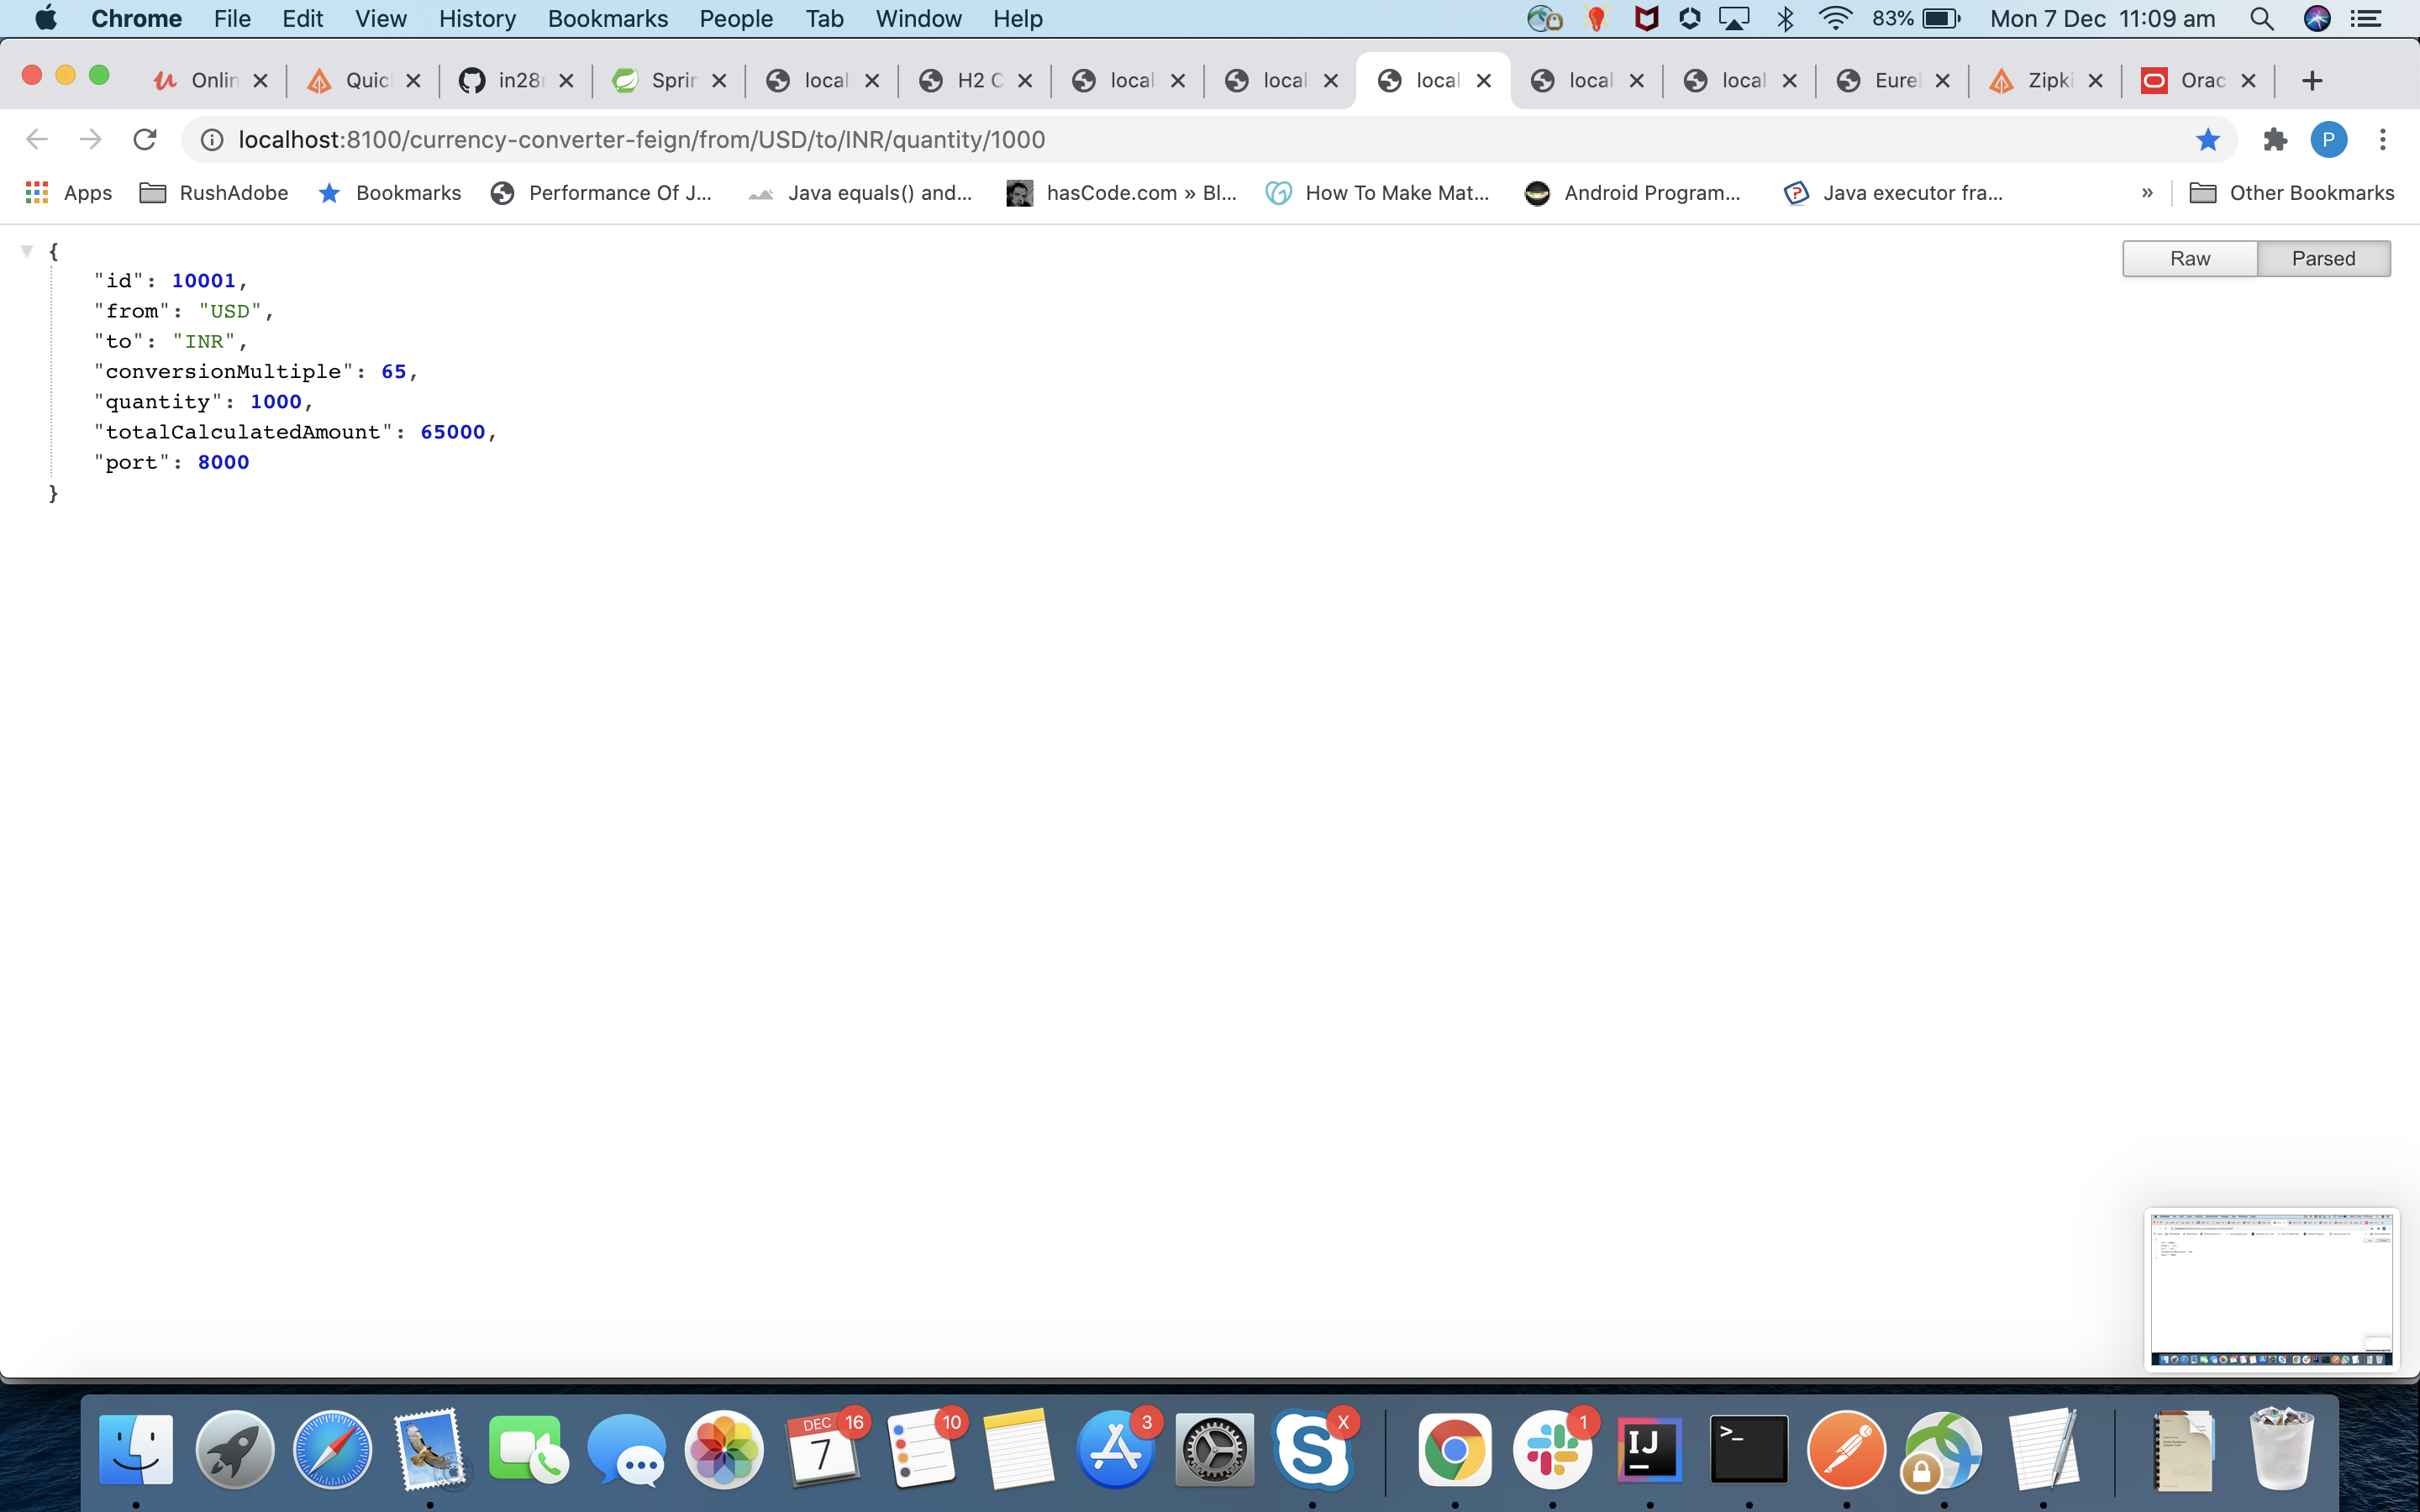 Chrome File Edit View History Bookmarks People Tab Window Help 83% Mon 7 Dec 11:09 am
Onlin Quic in28 Sprin local H2 C local local local local local Eurel Zipki Orac
localhost:8100/currency-converter-feign/from/USD/to/INR/quantity/1000 P
Apps RushAdobe Bookmarks Performance Of J... Java equals() and... hasCode.com » Bl... How To Make Mat... Android Program... Java executor fra... » Other Bookmarks
Raw Parsed
{
"id": 10001,
"from": "USD",
"to": "INR",
"conversionMultiple": 65,
"quantity": 1000,
"totalCalculatedAmount": 65000,
"port": 8000
}
DEC 16 10 3 X 1
7 S IJ >_